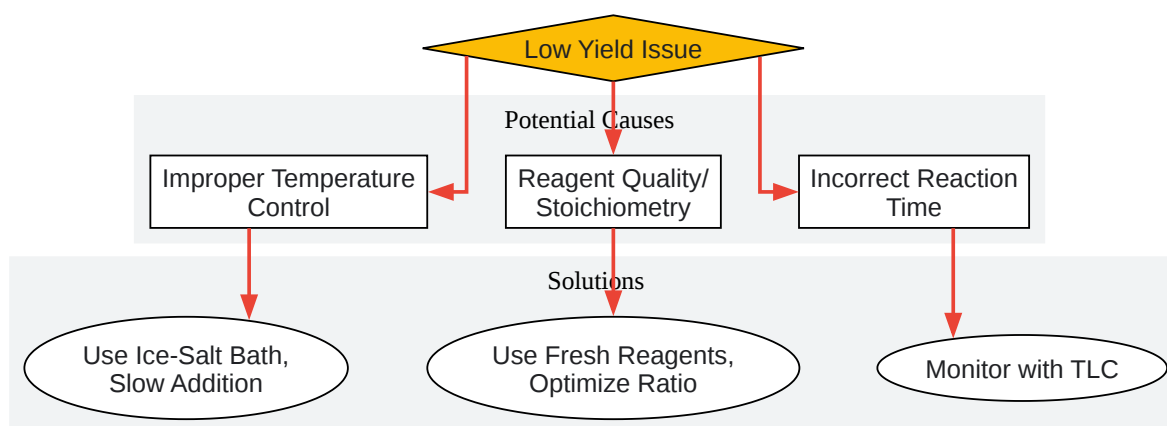 Low Yield Issue
Potential Causes
Improper Temperature
Control
Reagent Quality/
Stoichiometry
Incorrect Reaction
Time
Solutions
Use Ice-Salt Bath,
Slow Addition
Use Fresh Reagents,
Optimize Ratio
Monitor with TLC